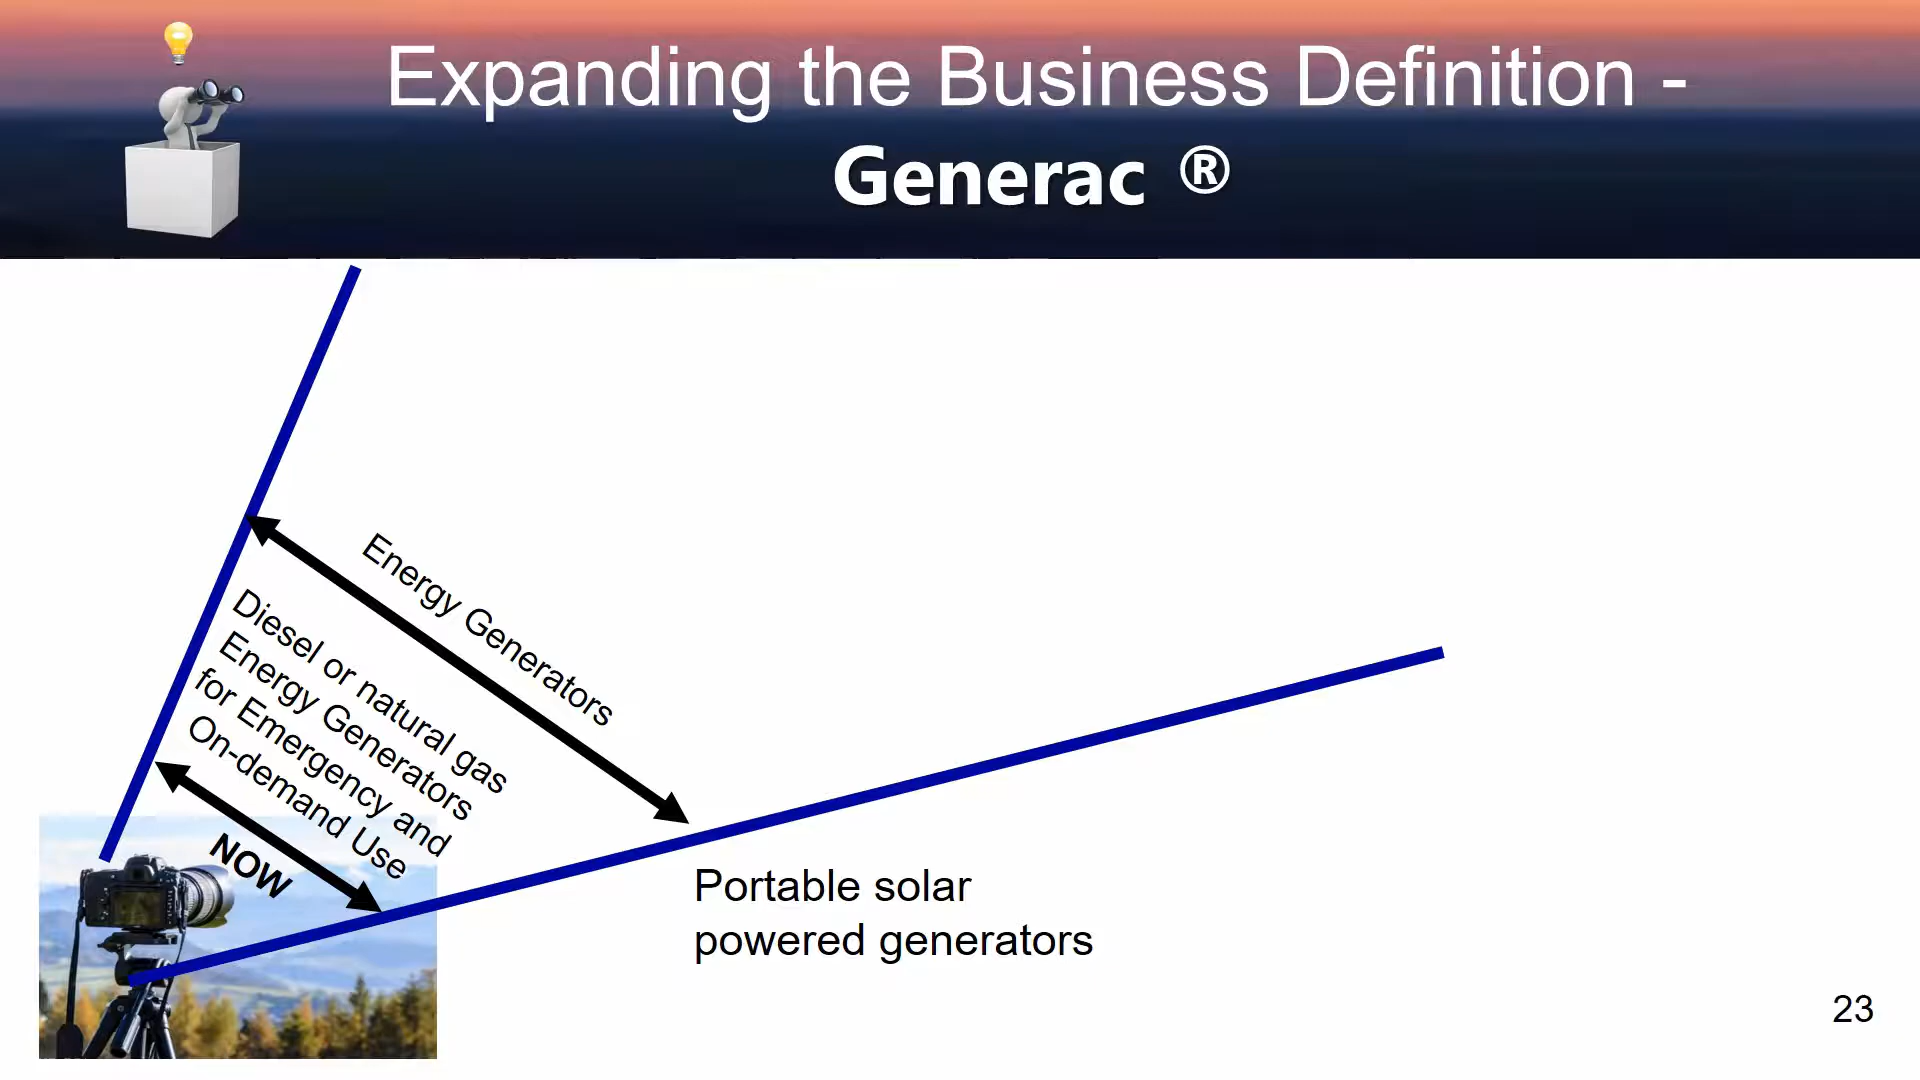 Expanding the Business Definition -
Generac ®
Energy Generators
Diesel or natural gas
Energy Generators
for Emergency and
On-demand Use
NOW
Portable solar
powered generators
23